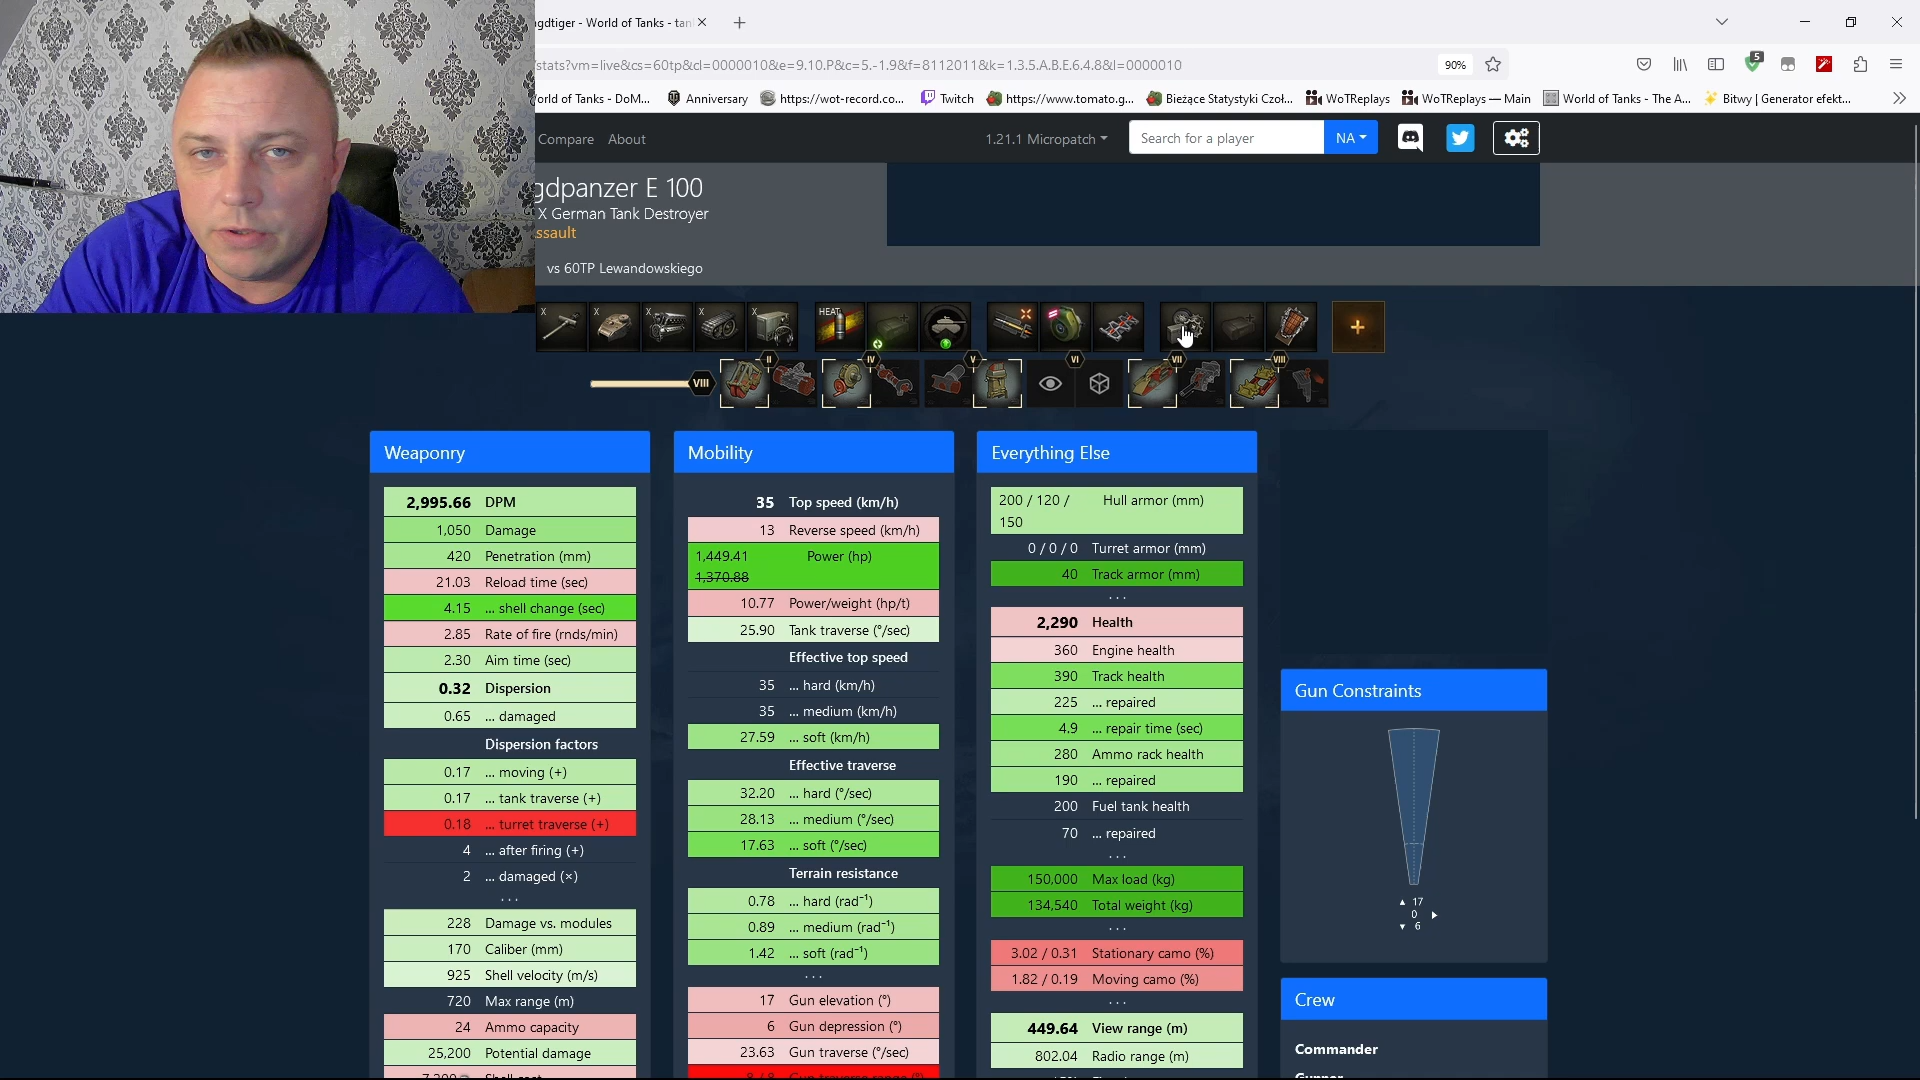 gdtiger - World of Tanks - tan
stats?vm=live&cs=60tp&cl=0000010&e=9.10.P&c=5.-1.9&f=8112011&k=1.3.5.A.B.E.6.4.8&l=0000010
90%
5
orld of Tanks - DoM...
Anniversary
https://wot-record.co...
Twitch
https://www.tomato.g...
Bieżące Statystyki Czoł...
WoTReplays
WoTReplays — Main
World of Tanks - The A...
Bitwy | Generator efekt...
Compare
About
1.21.1 Micropatch
Search for a player
NA
gdpanzer E 100
X German Tank Destroyer
ssault
vs 60TP Lewandowskiego
X
X
X
X
X
HEAT
VIII
II
IV
V
VI
VII
VIII
Weaponry
2,995.66 DPM
1,050 Damage
420 Penetration (mm)
21.03 Reload time (sec)
4.15 ... shell change (sec)
2.85 Rate of fire (rnds/min)
2.30 Aim time (sec)
0.32 Dispersion
0.65 ... damaged
Dispersion factors
0.17 ... moving (+)
0.17 ... tank traverse (+)
0.18 ... turret traverse (+)
4 ... after firing (+)
2 ... damaged (×)
...
228 Damage vs. modules
170 Caliber (mm)
925 Shell velocity (m/s)
720 Max range (m)
24 Ammo capacity
25,200 Potential damage
Mobility
35 Top speed (km/h)
13 Reverse speed (km/h)
1,449.41 Power (hp)
1,370.88
10.77 Power/weight (hp/t)
25.90 Tank traverse (°/sec)
Effective top speed
35 ... hard (km/h)
35 ... medium (km/h)
27.59 ... soft (km/h)
Effective traverse
32.20 ... hard (°/sec)
28.13 ... medium (°/sec)
17.63 ... soft (°/sec)
Terrain resistance
0.78 ... hard (rad⁻¹)
0.89 ... medium (rad⁻¹)
1.42 ... soft (rad⁻¹)
...
17 Gun elevation (°)
6 Gun depression (°)
23.63 Gun traverse (°/sec)
8 / 8 Gun traverse range (°)
Everything Else
200 / 120 / Hull armor (mm)
150
0 / 0 / 0 Turret armor (mm)
40 Track armor (mm)
...
2,290 Health
360 Engine health
390 Track health
225 ... repaired
4.9 ... repair time (sec)
280 Ammo rack health
190 ... repaired
200 Fuel tank health
70 ... repaired
...
150,000 Max load (kg)
134,540 Total weight (kg)
...
3.02 / 0.31 Stationary camo (%)
1.82 / 0.19 Moving camo (%)
...
449.64 View range (m)
802.04 Radio range (m)
Gun Constraints
17
0
6
Crew
Commander
Gunner